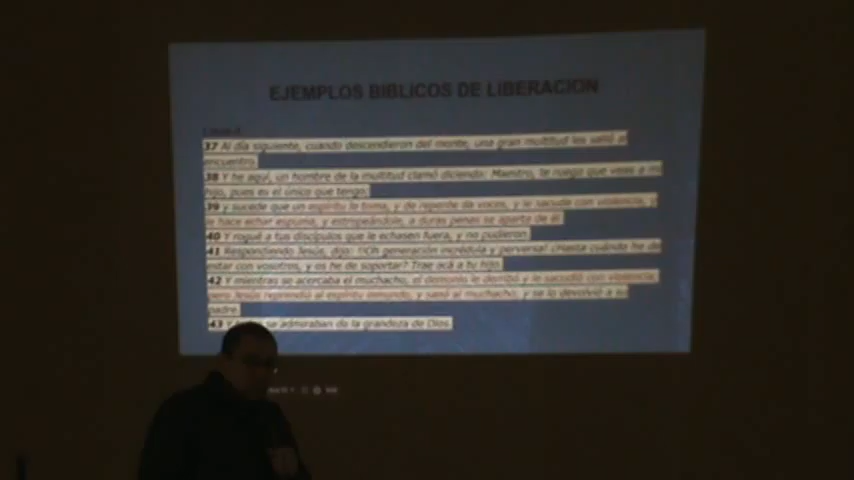 EJEMPLOS BIBLICOS DE LIBERACION
37 Al día siguiente, cuando descendieron del monte, una gran multitud les salió al
encuentro.
38 Y he aquí, un hombre de la multitud clamó diciendo: Maestro, te ruego que veas a mi
hijo, pues es el único que tengo,
39 y sucede que un espíritu le toma, y de repente da voces, y le sacude con violencia, y
le hace echar espuma, y estropeándole, a duras penas se aparta de él.
40 Y rogué a tus discípulos que le echasen fuera, y no pudieron.
41 Respondiendo Jesús, dijo: ¡Oh generación incrédula y perversa! ¿Hasta cuándo he de
estar con vosotros, y os he de soportar? Trae acá a tu hijo.
42 Y mientras se acercaba el muchacho, el demonio le derribó y le sacudió con violencia;
pero Jesús reprendió al espíritu inmundo, y sanó al muchacho, y se lo devolvió a su
padre.
43 Y se admiraban de la grandeza de Dios.